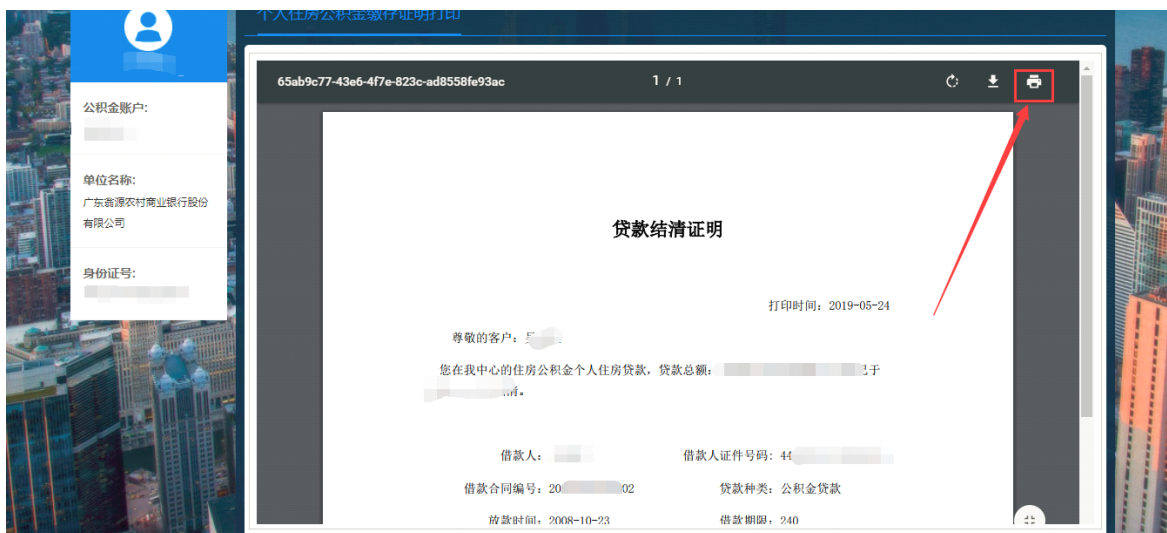 个人住房公积金缴存证明打印
65ab9c77-43e6-4f7e-823c-ad8558fe93ac
1 / 1
公积金账户:
单位名称:
广东翁源农村商业银行股份
有限公司
身份证号:
贷款结清证明
打印时间: 2019-05-24
尊敬的客户:
您在我中心的住房公积金个人住房贷款, 贷款总额: 已于
清。
借款人:
借款人证件号码: 44
借款合同编号: 20 02
贷款种类: 公积金贷款
放款时间: 2008-10-23
借款期限: 240